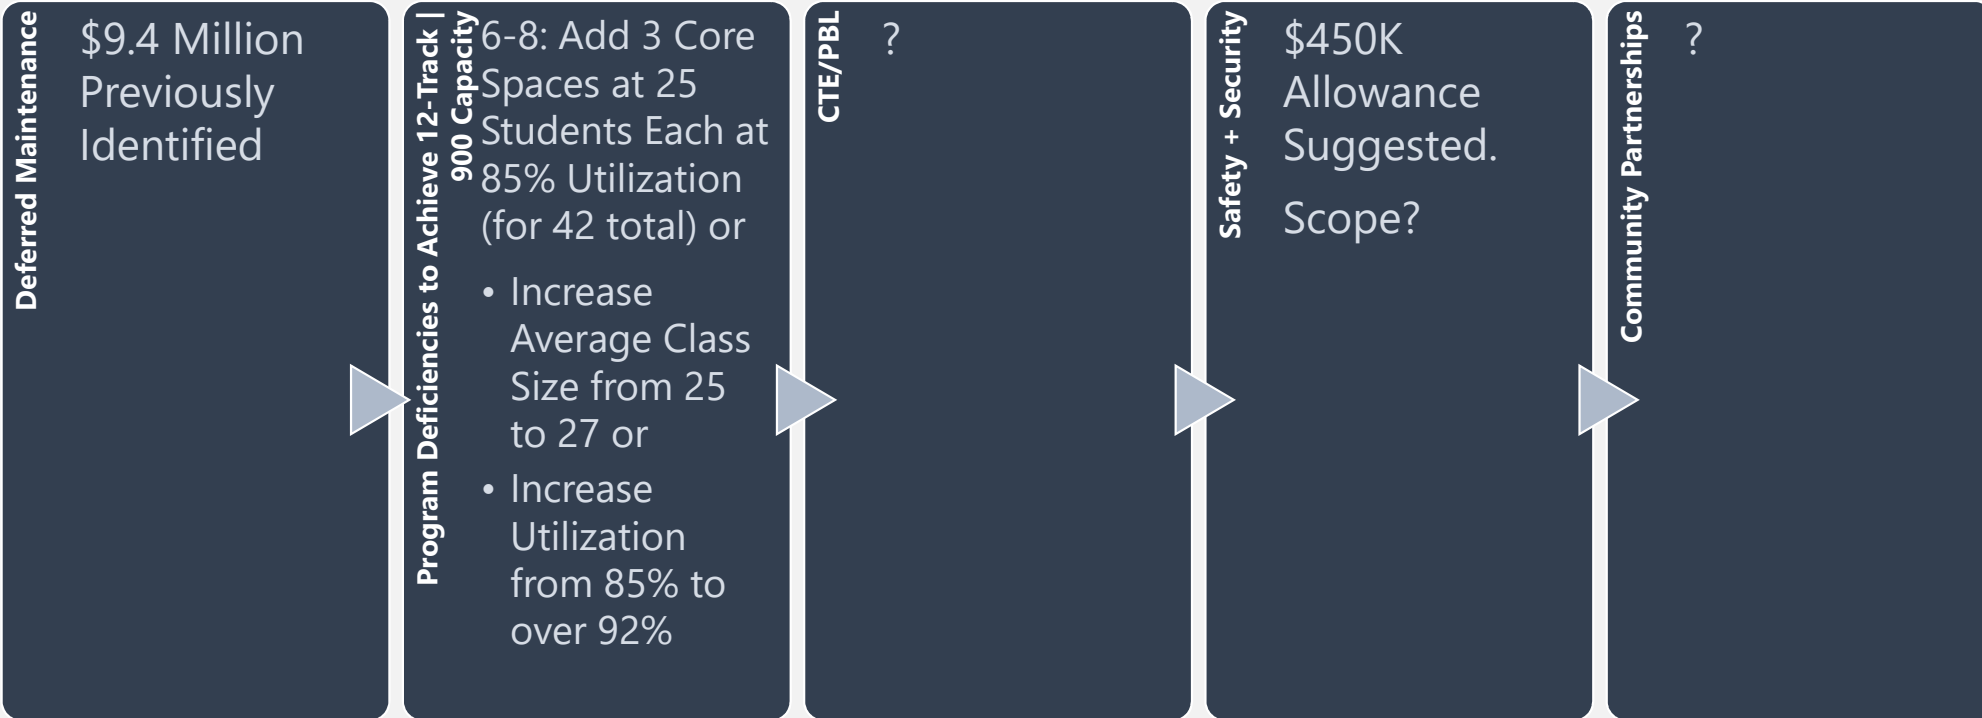 Deferred Maintenance
$9.4 Million
Previously
Identified
Program Deficiencies to Achieve 12-Track |
900 Capacity
6-8: Add 3 Core
Spaces at 25
Students Each at
85% Utilization
(for 42 total) or
• Increase
Average Class
Size from 25
to 27 or
• Increase
Utilization
from 85% to
over 92%
CTE/PBL
?
Safety + Security
$450K
Allowance
Suggested.
Scope?
Community Partnerships
?